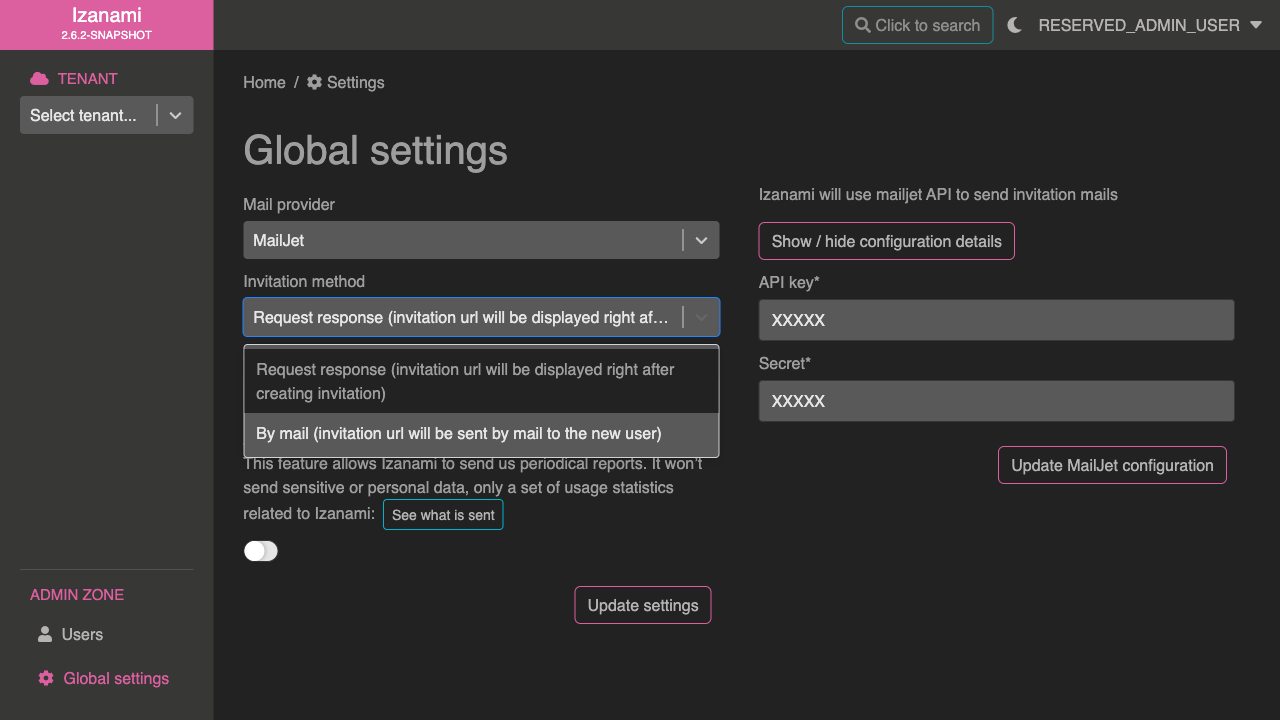 Izanami
2.6.2-SNAPSHOT
Click to search
RESERVED_ADMIN_USER
TENANT
Select tenant...
Home / Settings
Global settings
Mail provider
MailJet
Invitation method
Request response (invitation url will be displayed right af…
Request response (invitation url will be displayed right after
creating invitation)
By mail (invitation url will be sent by mail to the new user)
This feature allows Izanami to send us periodical reports. It won't
send sensitive or personal data, only a set of usage statistics
related to Izanami: See what is sent
Update settings
Izanami will use mailjet API to send invitation mails
Show / hide configuration details
API key*
XXXXX
Secret*
XXXXX
Update MailJet configuration
ADMIN ZONE
Users
Global settings